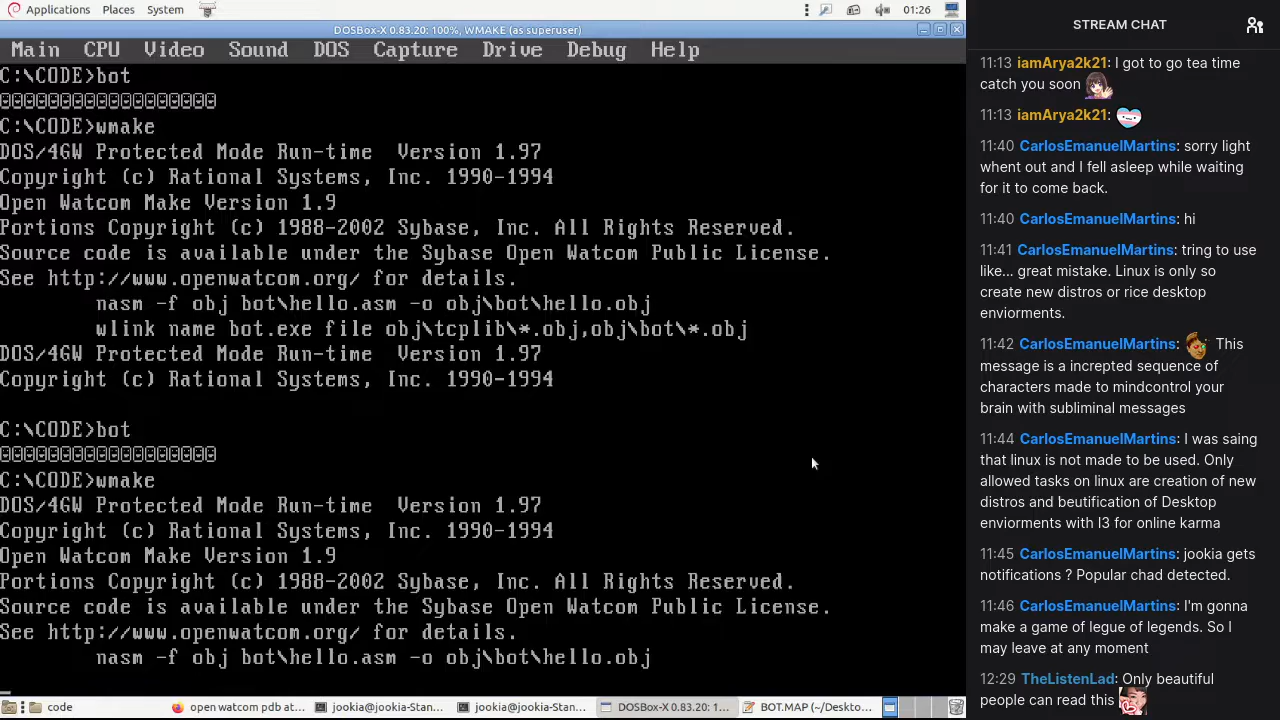 Applications Places System 01:26
DOSBox-X 0.83.20: 100%, WMAKE (as superuser)
Main CPU Video Sound DOS Capture Drive Debug Help
C:\CODE>bot
C:\CODE>wmake
DOS/4GW Protected Mode Run-time  Version 1.97
Copyright (c) Rational Systems, Inc. 1990-1994
Open Watcom Make Version 1.9
Portions Copyright (c) 1988-2002 Sybase, Inc. All Rights Reserved.
Source code is available under the Sybase Open Watcom Public License.
See http://www.openwatcom.org/ for details.
nasm -f obj bot\hello.asm -o obj\bot\hello.obj
wlink name bot.exe file obj\tcplib\*.obj,obj\bot\*.obj
DOS/4GW Protected Mode Run-time  Version 1.97
Copyright (c) Rational Systems, Inc. 1990-1994
C:\CODE>bot
C:\CODE>wmake
DOS/4GW Protected Mode Run-time  Version 1.97
Copyright (c) Rational Systems, Inc. 1990-1994
Open Watcom Make Version 1.9
Portions Copyright (c) 1988-2002 Sybase, Inc. All Rights Reserved.
Source code is available under the Sybase Open Watcom Public License.
See http://www.openwatcom.org/ for details.
nasm -f obj bot\hello.asm -o obj\bot\hello.obj
code open watcom pdb at... jookia@jookia-Stan... jookia@jookia-Stan... DOSBox-X 0.83.20: 1... BOT.MAP (~/Deskto...
STREAM CHAT
11:13 iamArya2k21: I got to go tea time
catch you soon
11:13 iamArya2k21:
11:40 CarlosEmanuelMartins: sorry light
whent out and I fell asleep while waiting
for it to come back.
11:40 CarlosEmanuelMartins: hi
11:41 CarlosEmanuelMartins: tring to use
like... great mistake. Linux is only so
create new distros or rice desktop
enviorments.
11:42 CarlosEmanuelMartins: This
message is a increpted sequence of
characters made to mindcontrol your
brain with subliminal messages
11:44 CarlosEmanuelMartins: I was saing
that linux is not made to be used. Only
allowed tasks on linux are creation of new
distros and beutification of Desktop
enviorments with I3 for online karma
11:45 CarlosEmanuelMartins: jookia gets
notifications ? Popular chad detected.
11:46 CarlosEmanuelMartins: I'm gonna
make a game of legue of legends. So I
may leave at any moment
12:29 TheListenLad: Only beautiful
people can read this